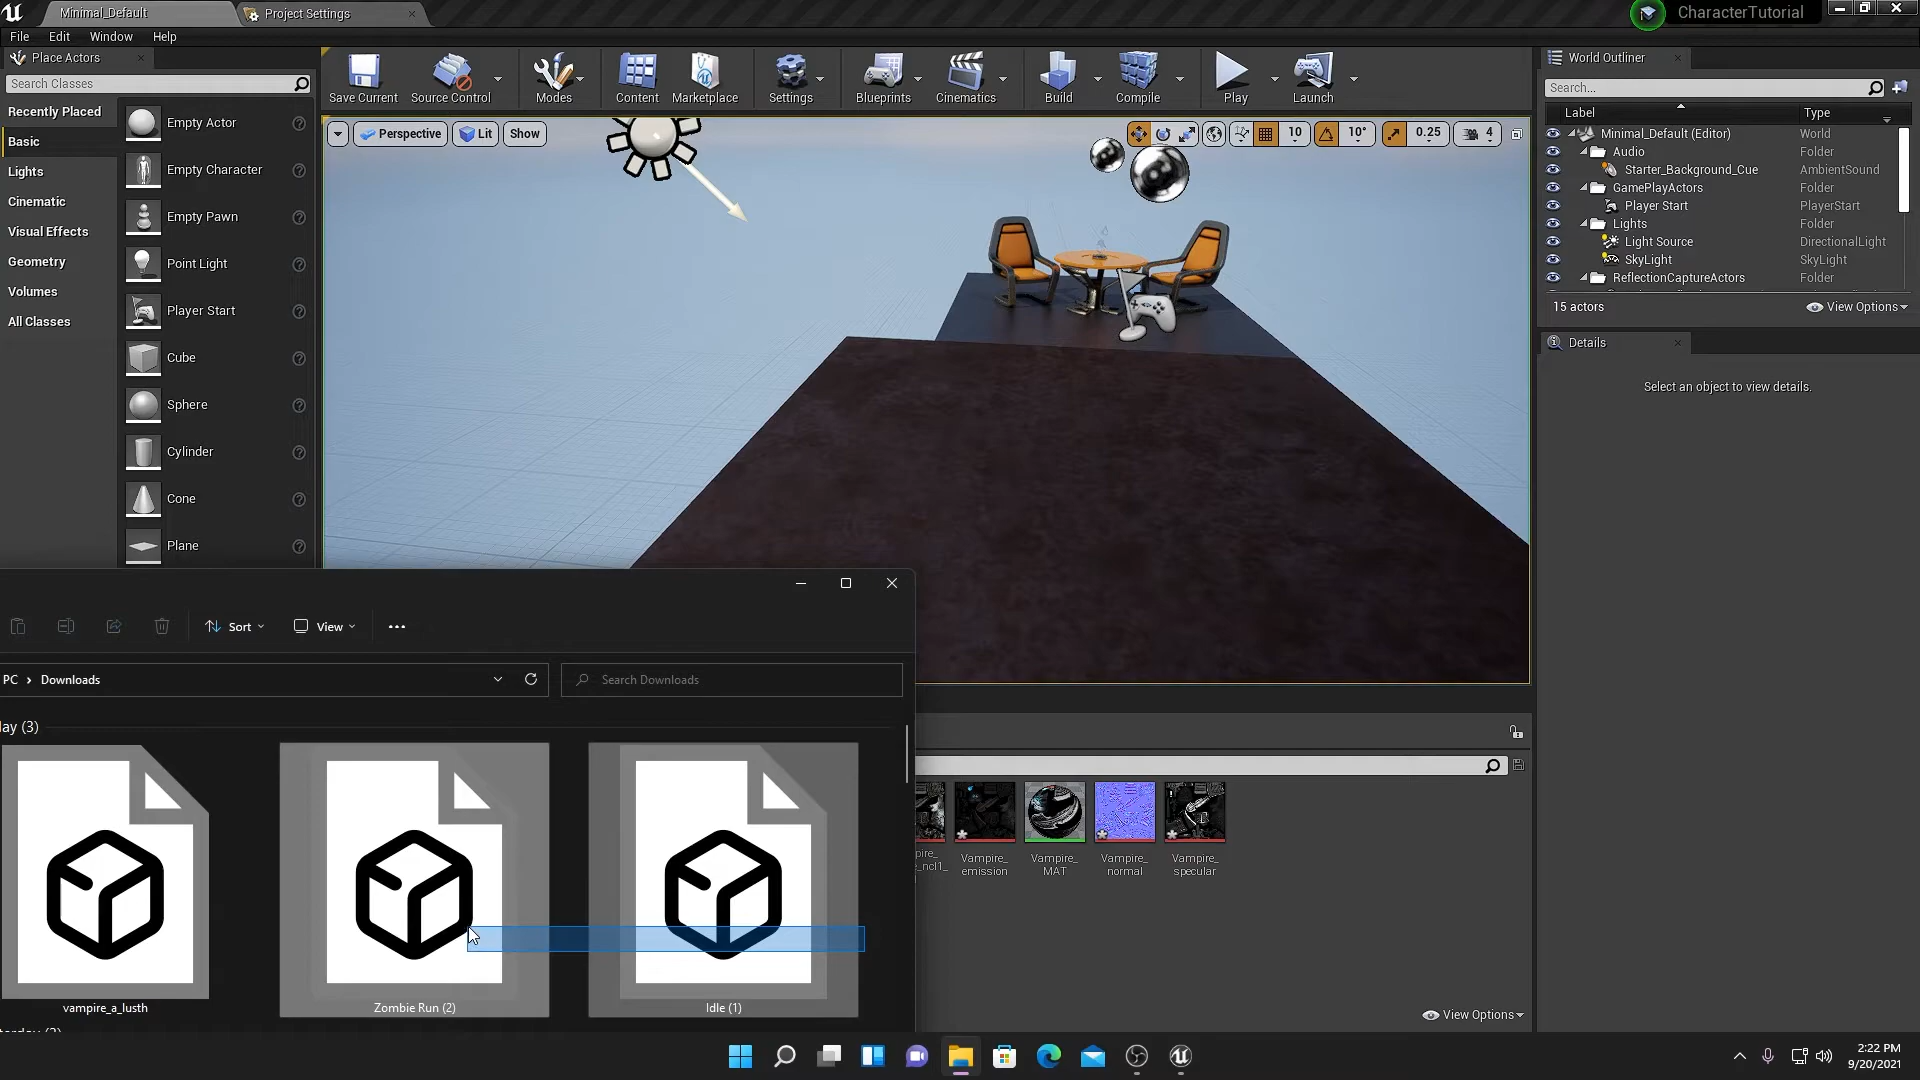 Minimal_Default
Project Settings
CharacterTutorial
File Edit Window Help
Place Actors
Search Classes
Recently Placed
Basic
Lights
Cinematic
Visual Effects
Geometry
Volumes
All Classes
Empty Actor
Empty Character
Empty Pawn
Point Light
Player Start
Cube
Sphere
Cylinder
Cone
Plane
Save Current
Source Control
Modes
Content
Marketplace
Settings
Blueprints
Cinematics
Build
Compile
Play
Launch
Perspective
Lit
Show
10
10°
0.25
4
World Outliner
Search...
Label Type
Minimal_Default (Editor) World
Audio Folder
Starter_Background_Cue AmbientSound
GamePlayActors Folder
Player Start PlayerStart
Lights Folder
Light Source DirectionalLight
SkyLight SkyLight
ReflectionCaptureActors Folder
15 actors
View Options
Details
Select an object to view details.
Sort
View
PC > Downloads
Search Downloads
lay (3)
vampire_a_lusth
Zombie Run (2)
Idle (1)
pire_
_ncl1_
Vampire_
emission
Vampire_
MAT
Vampire_
normal
Vampire_
specular
View Options
2:22 PM
9/20/2021